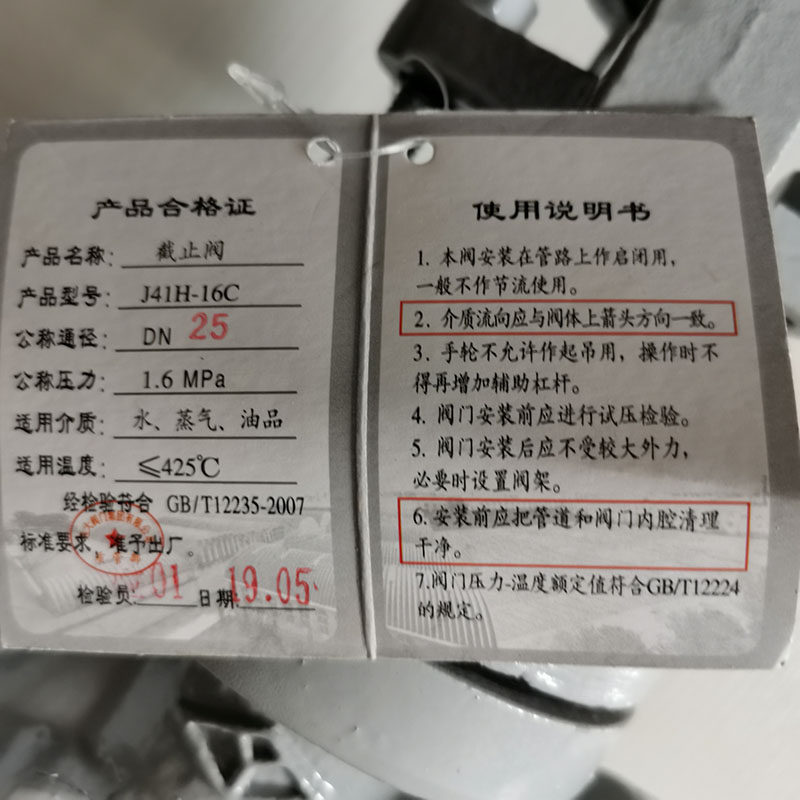 产品合格证
产品名称: 截止阀
产品型号: J41H-16C
公称通径: DN 25
公称压力: 1.6 MPa
适用介质: 水、蒸气、油品
适用温度: ≤425℃
经检验符合 GB/T12235-2007
标准要求、准予出厂。
检验员: 01 日期: 19.05
使用说明书
1. 本阀安装在管路上作启闭用,
一般不作节流使用。
2. 介质流向应与阀体上箭头方向一致。
3. 手轮不允许作起吊用,操作时不
得再增加辅助杠杆。
4. 阀门安装前应进行试压检验。
5. 阀门安装后应不受较大外力,
必要时设置阀架。
6. 安装前应把管道和阀门内腔清理
干净。
7.阀门压力-温度额定值符合GB/T12224
的规定。